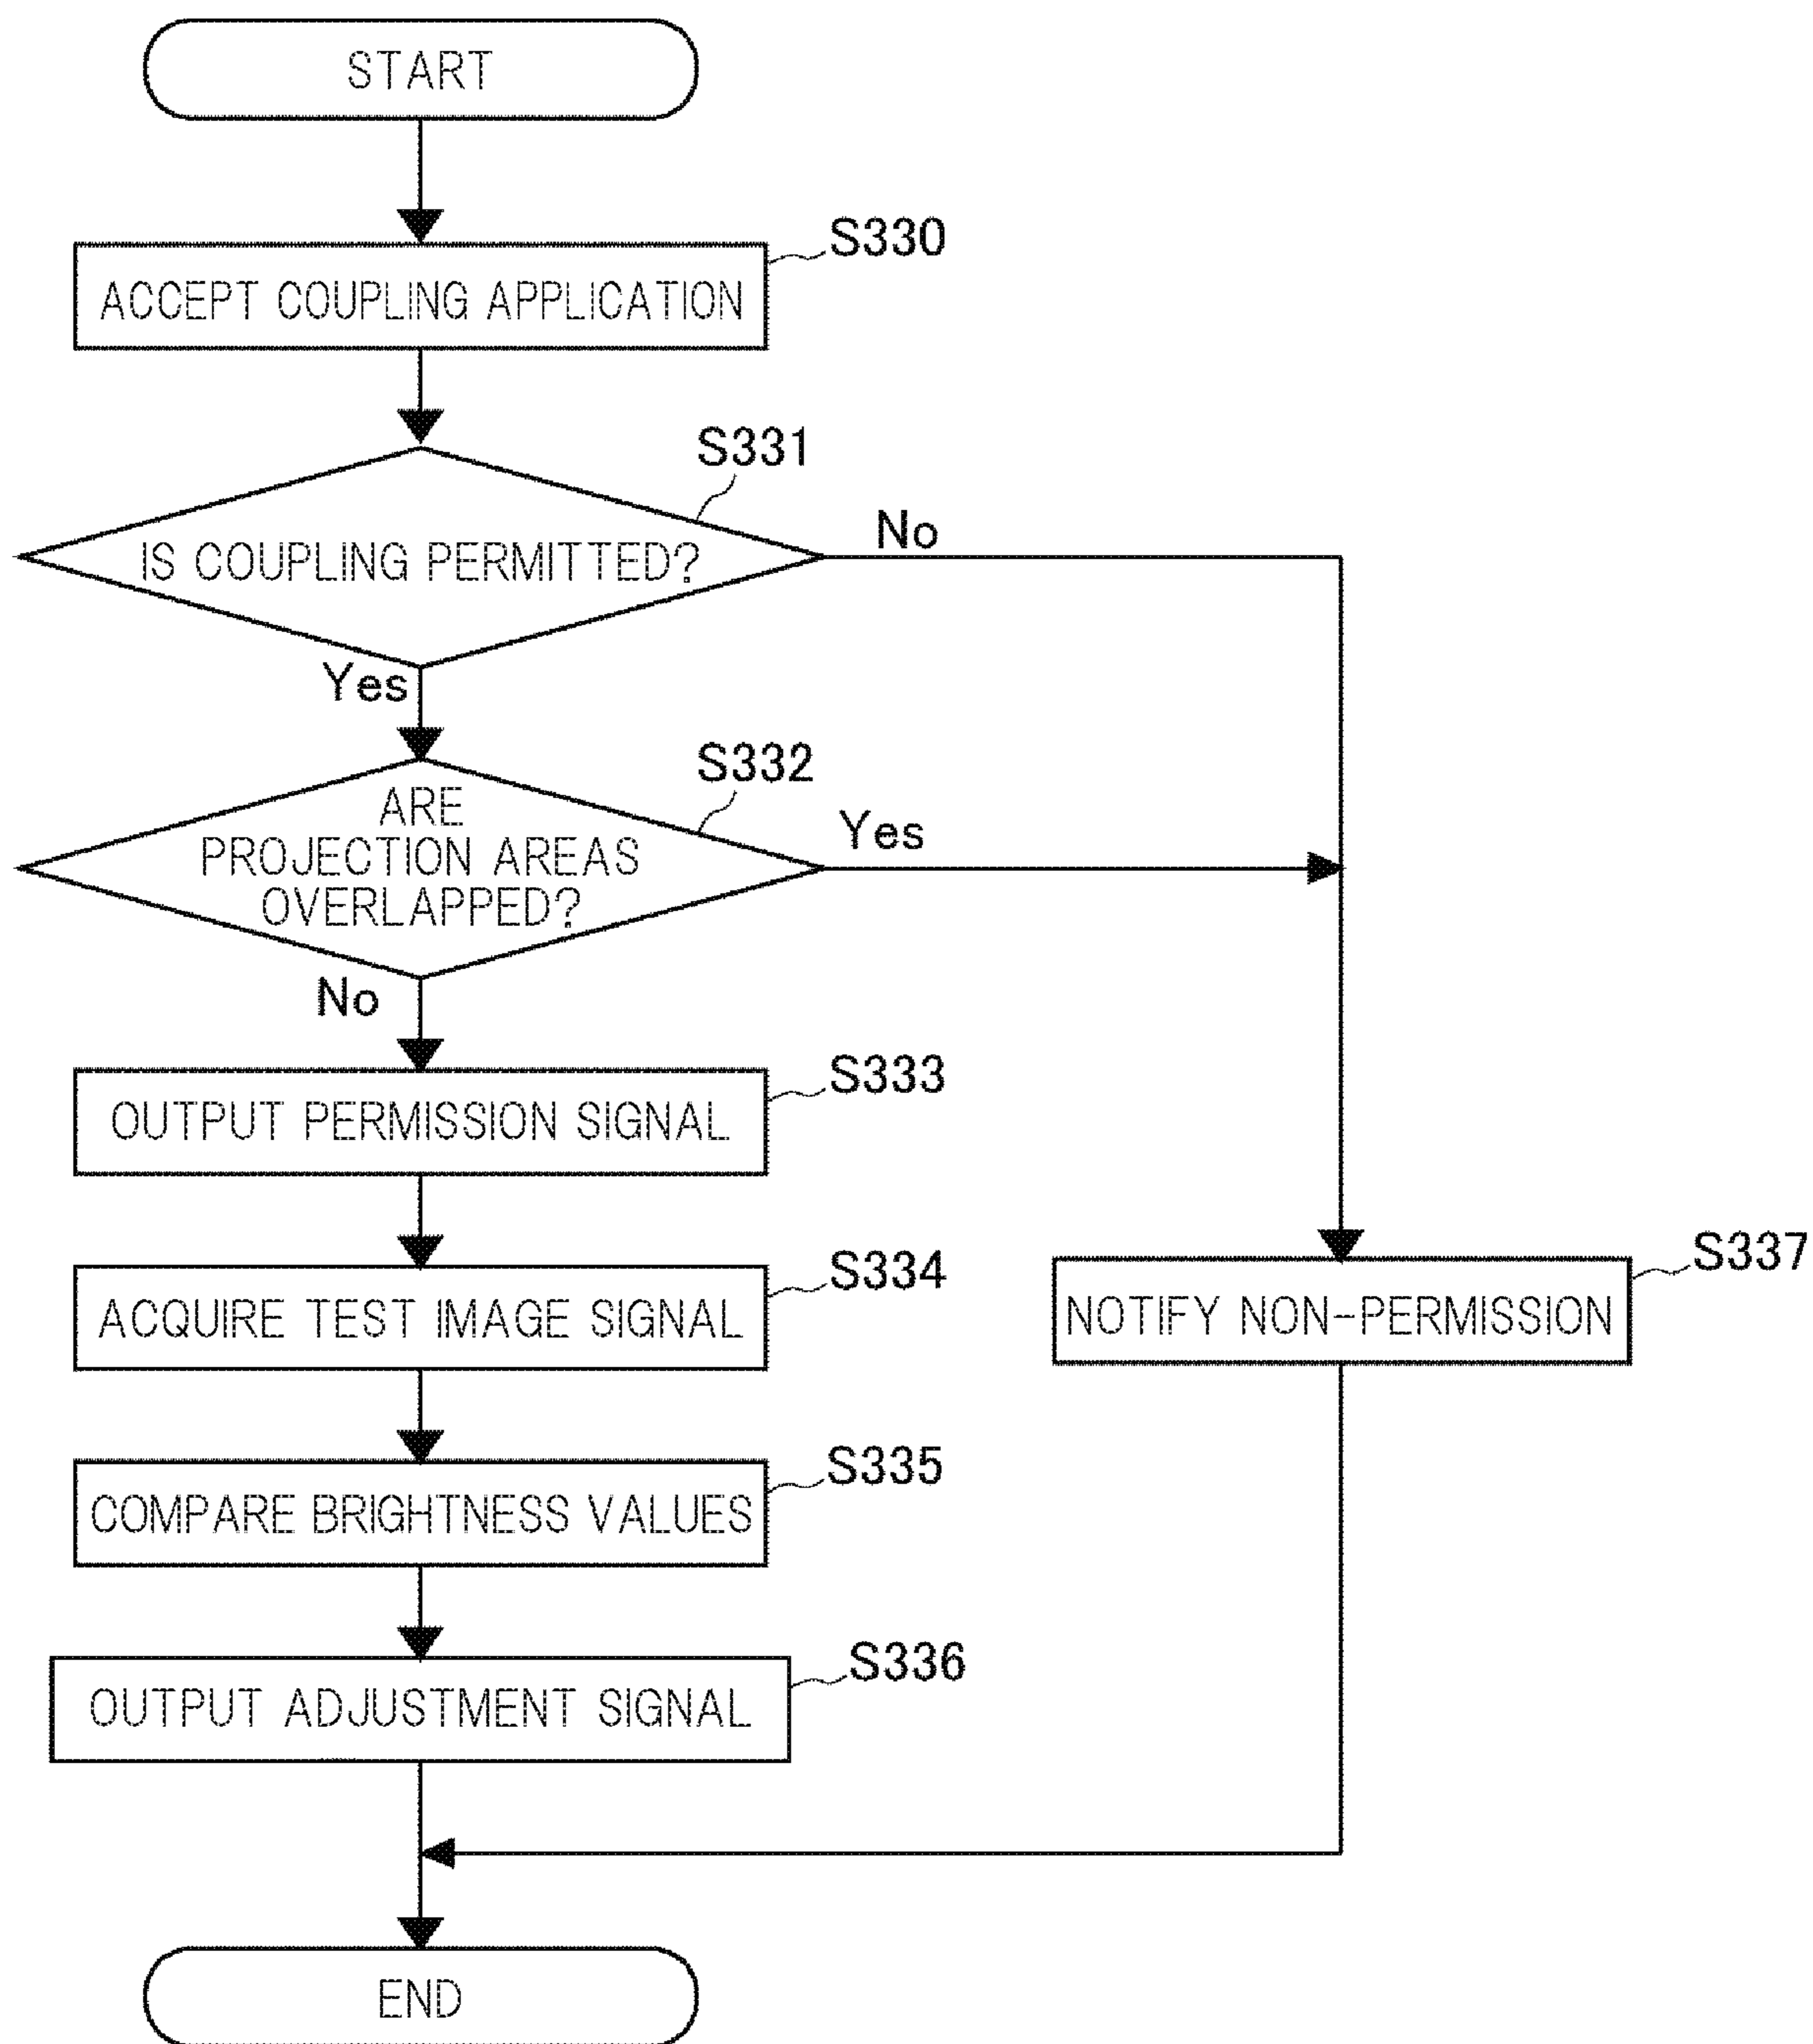 START
S330
ACCEPT COUPLING APPLICATION
S331
No
IS COUPLING PERMITTED?
Yes
S332
ARE
PROJECTION AREAS
OVERLAPPED?
Yes
No
S333
OUTPUT PERMISSION SIGNAL
S334
ACQUIRE TEST IMAGE SIGNAL
S337
NOTIFY NON-PERMISSION
S335
COMPARE BRIGHTNESS VALUES
S336
OUTPUT ADJUSTMENT SIGNAL
END